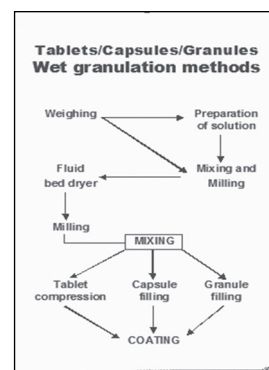 Tablets/Capsules/Granules
Wet granulation methods
Weighing
Preparation
of solution
Fluid
bed dryer
Mixing and
Milling
Milling
MIXING
Tablet
compression
Capsule
filling
Granule
filling
COATING